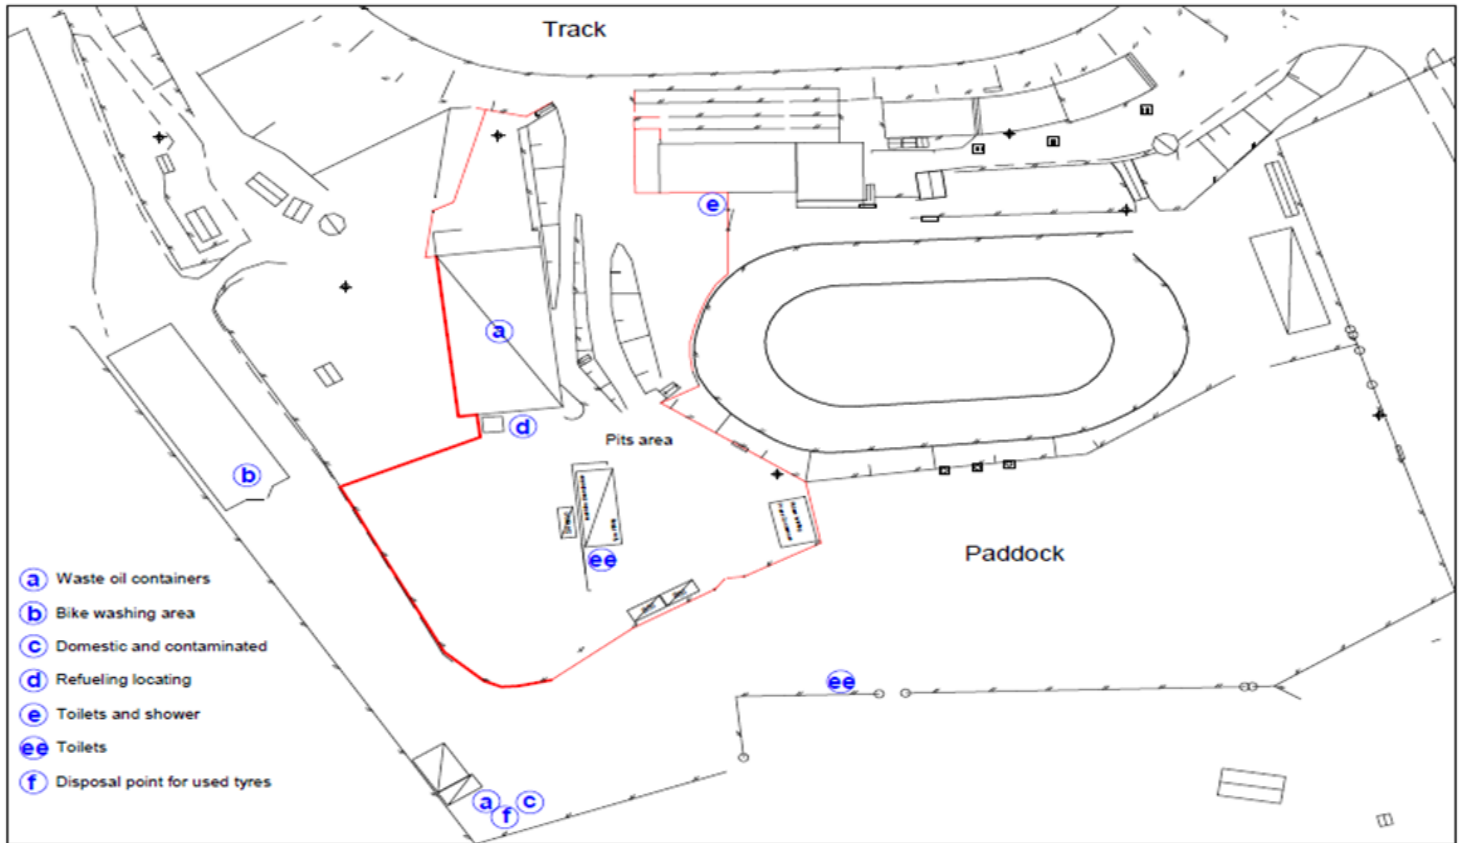 Track
e
a
d
Pits area
b
ee
Paddock
a Waste oil containers
b Bike washing area
c Domestic and contaminated
d Refueling locating
e Toilets and shower
ee Toilets
f Disposal point for used tyres
ee
a c
f